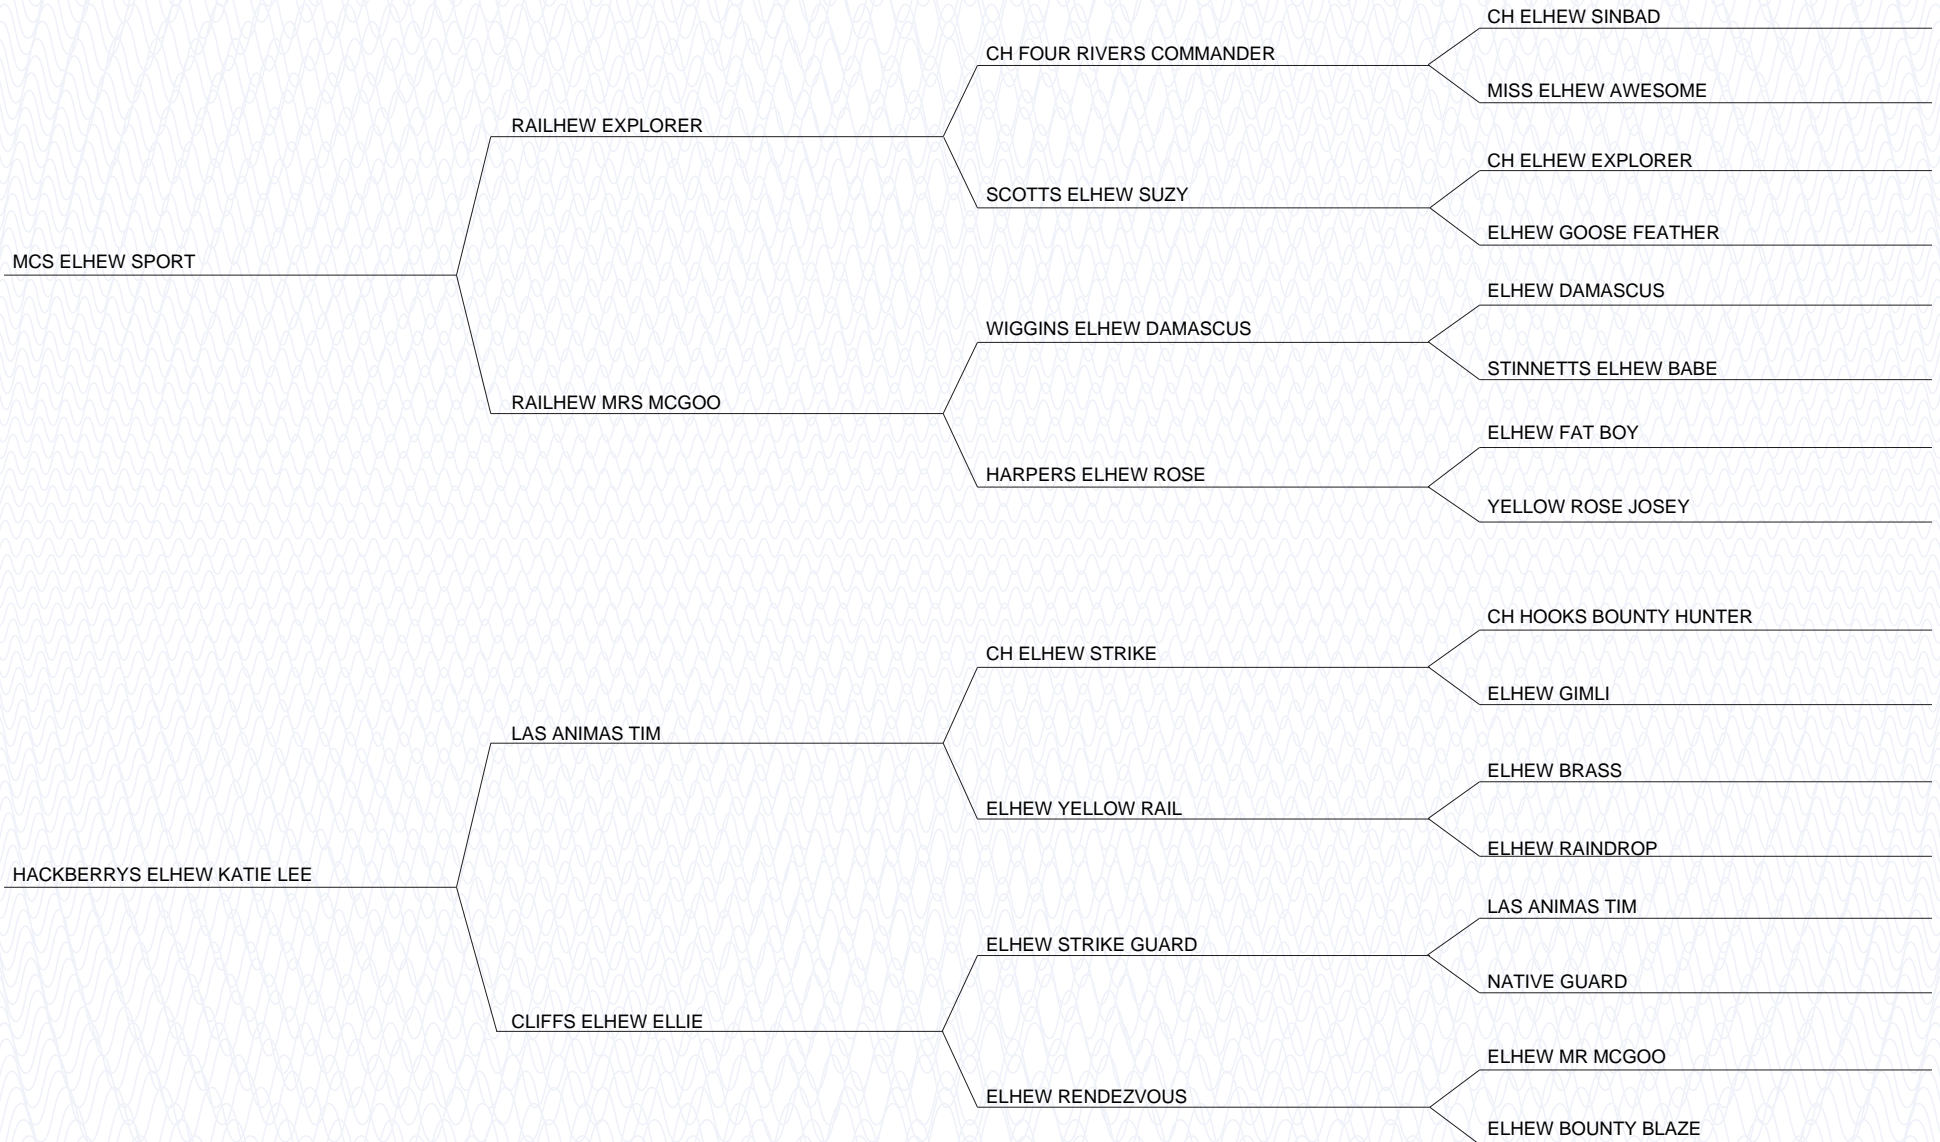 CH ELHEW SINBAD
CH FOUR RIVERS COMMANDER
MISS ELHEW AWESOME
RAILHEW EXPLORER
CH ELHEW EXPLORER
SCOTTS ELHEW SUZY
ELHEW GOOSE FEATHER
MCS ELHEW SPORT
ELHEW DAMASCUS
WIGGINS ELHEW DAMASCUS
STINNETTS ELHEW BABE
RAILHEW MRS MCGOO
ELHEW FAT BOY
HARPERS ELHEW ROSE
YELLOW ROSE JOSEY
CH HOOKS BOUNTY HUNTER
CH ELHEW STRIKE
ELHEW GIMLI
LAS ANIMAS TIM
ELHEW BRASS
ELHEW YELLOW RAIL
ELHEW RAINDROP
HACKBERRYS ELHEW KATIE LEE
LAS ANIMAS TIM
ELHEW STRIKE GUARD
NATIVE GUARD
CLIFFS ELHEW ELLIE
ELHEW MR MCGOO
ELHEW RENDEZVOUS
ELHEW BOUNTY BLAZE